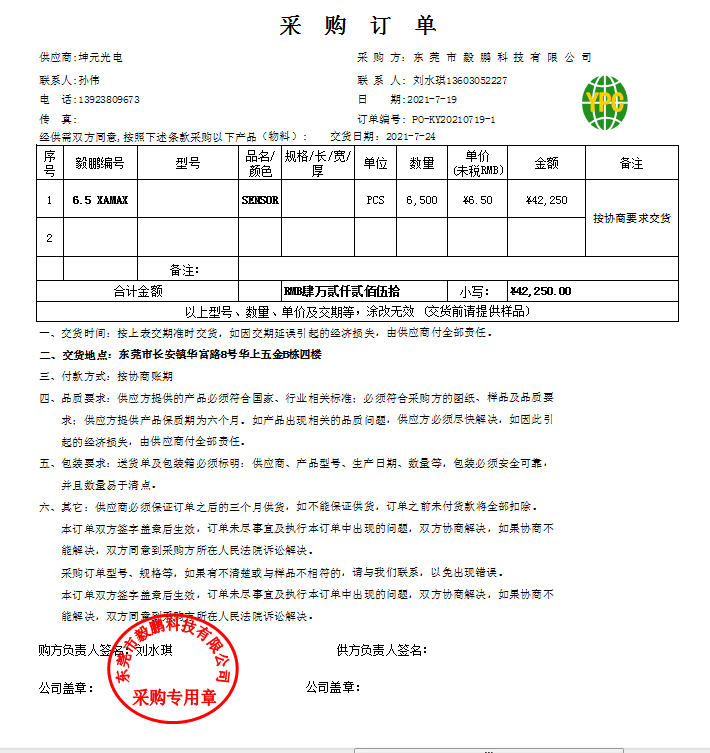 采 购 订 单
供应商:坤元光电 采 购 方: 东 莞 市 毅 鹏 科 技 有 限 公 司
联系人:孙伟 联 系 人: 刘水琪13603052227
电 话:13923809673 日 期:2021-7-19
传 真: 订单编号: PO-KY20210719-1
YPC
经供需双方同意,按照下述条款采购以下产品(物料): 交货日期: 2021-7-24
序号 毅鹏编号 型号 品名/颜色 规格/长/宽/厚 单位 数量 单价(未税RMB) 金额 备注
1 6.5 XAMAX SENSOR PCS 6,500 ¥6.50 ¥42,250 按协商要求交货
2
备注:
合计金额 RMB肆万贰仟贰佰伍拾 小写: ¥42,250.00
以上型号、数量、单价及交期等, 涂改无效 (交货前请提供样品)
一、交货时间: 按上表交期准时交货, 如因交期延误引起的经济损失, 由供应商付全部责任。
二、交货地点: 东莞市长安镇华富路8号华上五金B栋四楼
三、付款方式: 按协商账期
四、品质要求: 供应方提供的产品必须符合国家、行业相关标准; 必须符合采购方的图纸、样品及品质要
求; 供应方提供产品保质期为六个月。如产品出现相关的品质问题, 供应方必须尽快解决, 如因此引
起的经济损失, 由供应商付全部责任。
五、包装要求: 送货单及包装箱必须标明: 供应商、产品型号、生产日期、数量等, 包装必须安全可靠,
并且数量易于清点。
六、其它: 供应商必须保证订单之后的三个月供货, 如不能保证供货, 订单之前未付货款将全部扣除。
本订单双方签字盖章后生效, 订单未尽事宜及执行本订单中出现的问题, 双方协商解决, 如果协商不
能解决, 双方同意到采购方所在人民法院诉讼解决。
采购订单型号、规格等, 如果有不清楚或与样品不相符的, 请与我们联系, 以免出现错误。
本订单双方签字盖章后生效, 订单未尽事宜及执行本订单中出现的问题, 双方协商解决, 如果协商不
能解决, 双方同意到采购方所在人民法院诉讼解决。
购方负责人签名: 刘水琪 供方负责人签名:
公司盖章: 公司盖章:
东莞市毅鹏科技有限公司
采购专用章